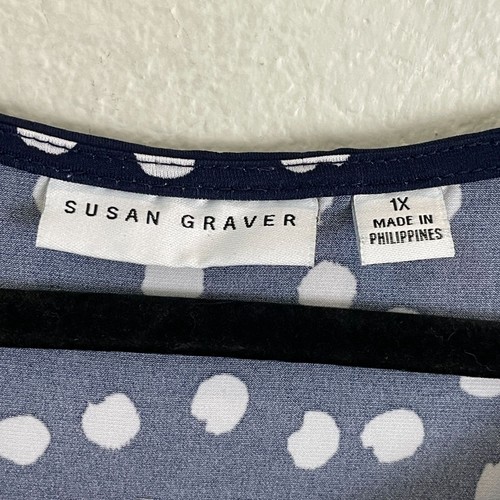 SUSAN GRAVER
1X
MADE IN
PHILIPPINES